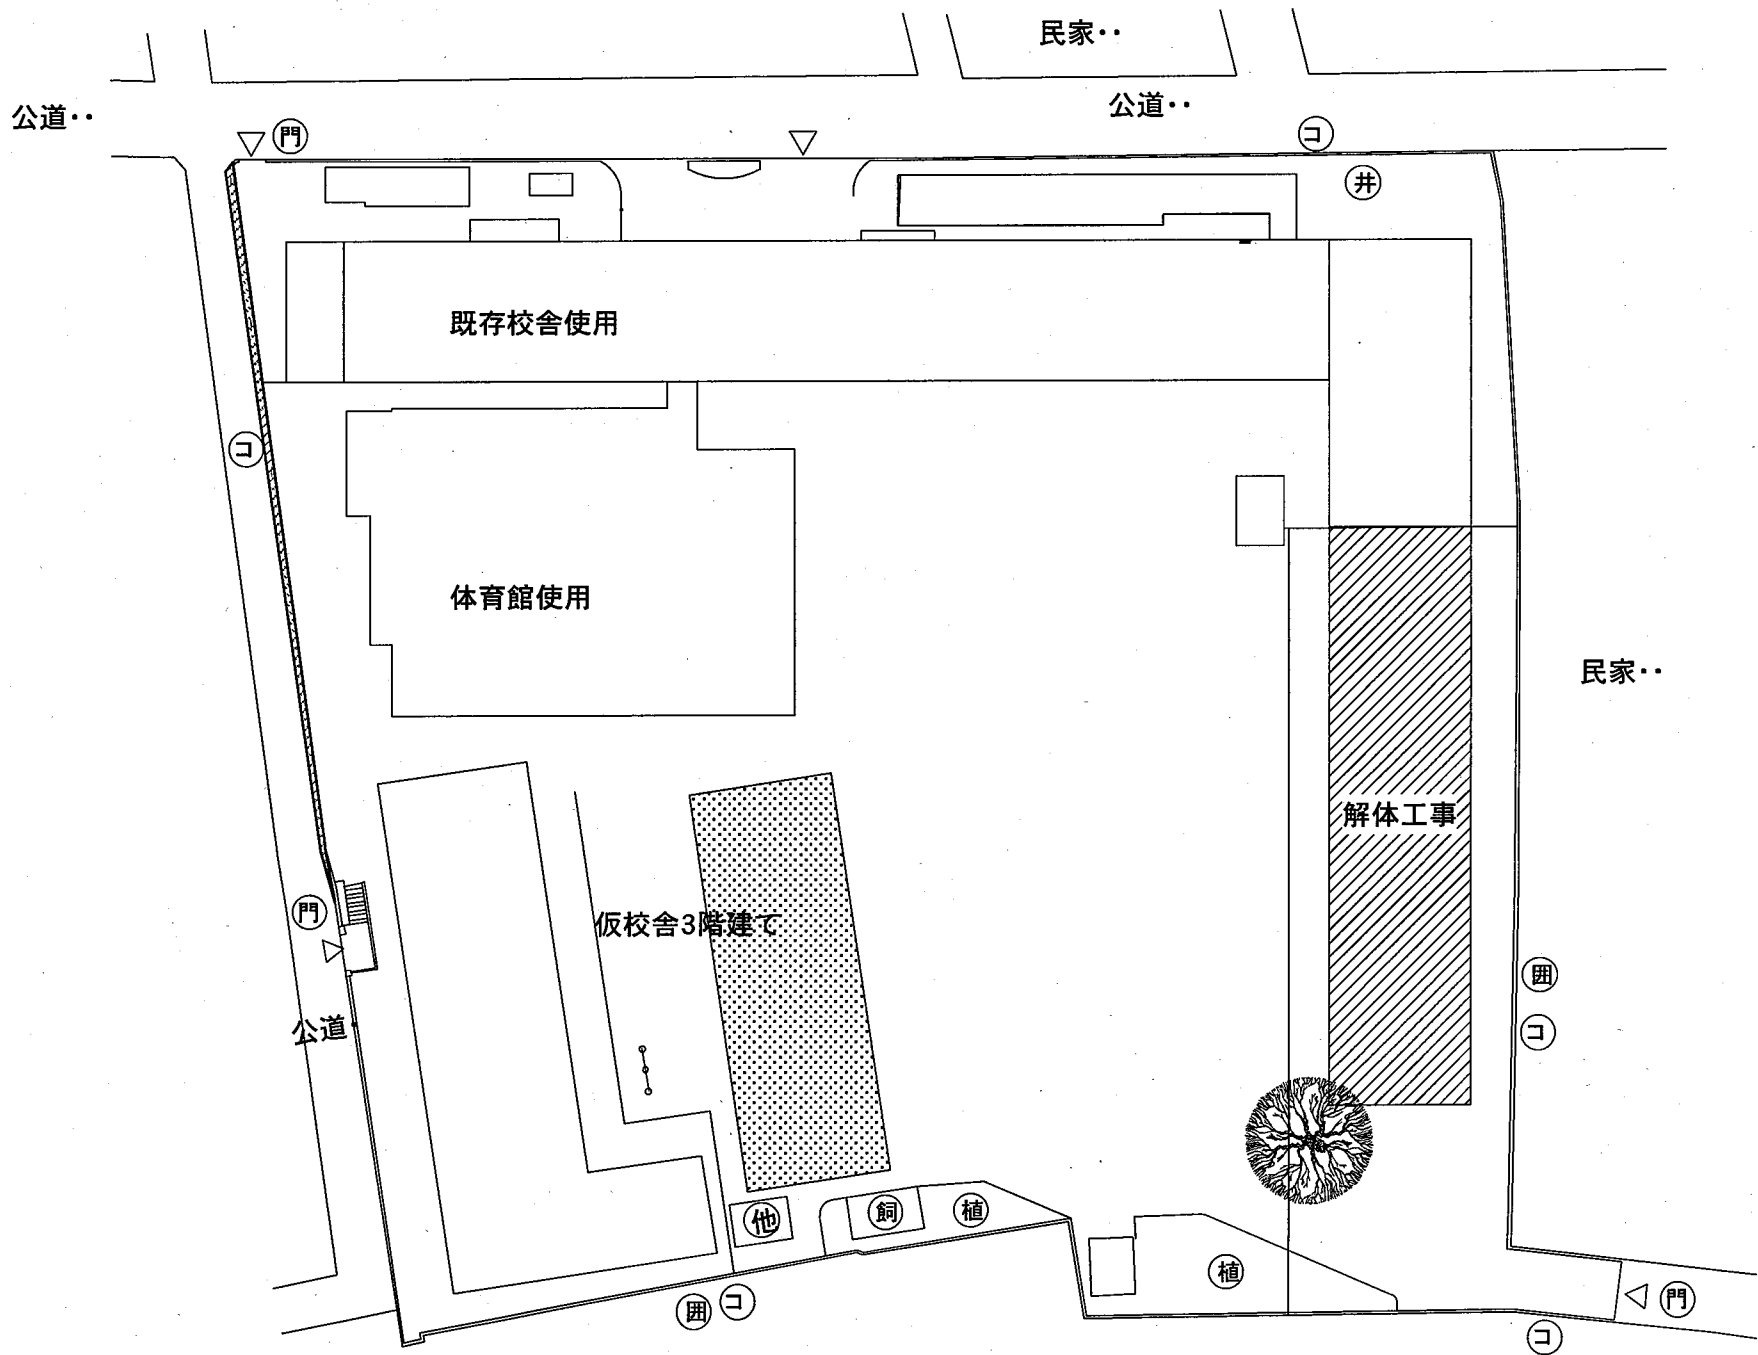 民家‥
公道‥
公道‥
門
コ
井
既存校舎使用
コ
体育館使用
民家‥
解体工事
門
仮校舎3階建て
囲
公道
コ
他
飼
植
植
囲
コ
門
コ